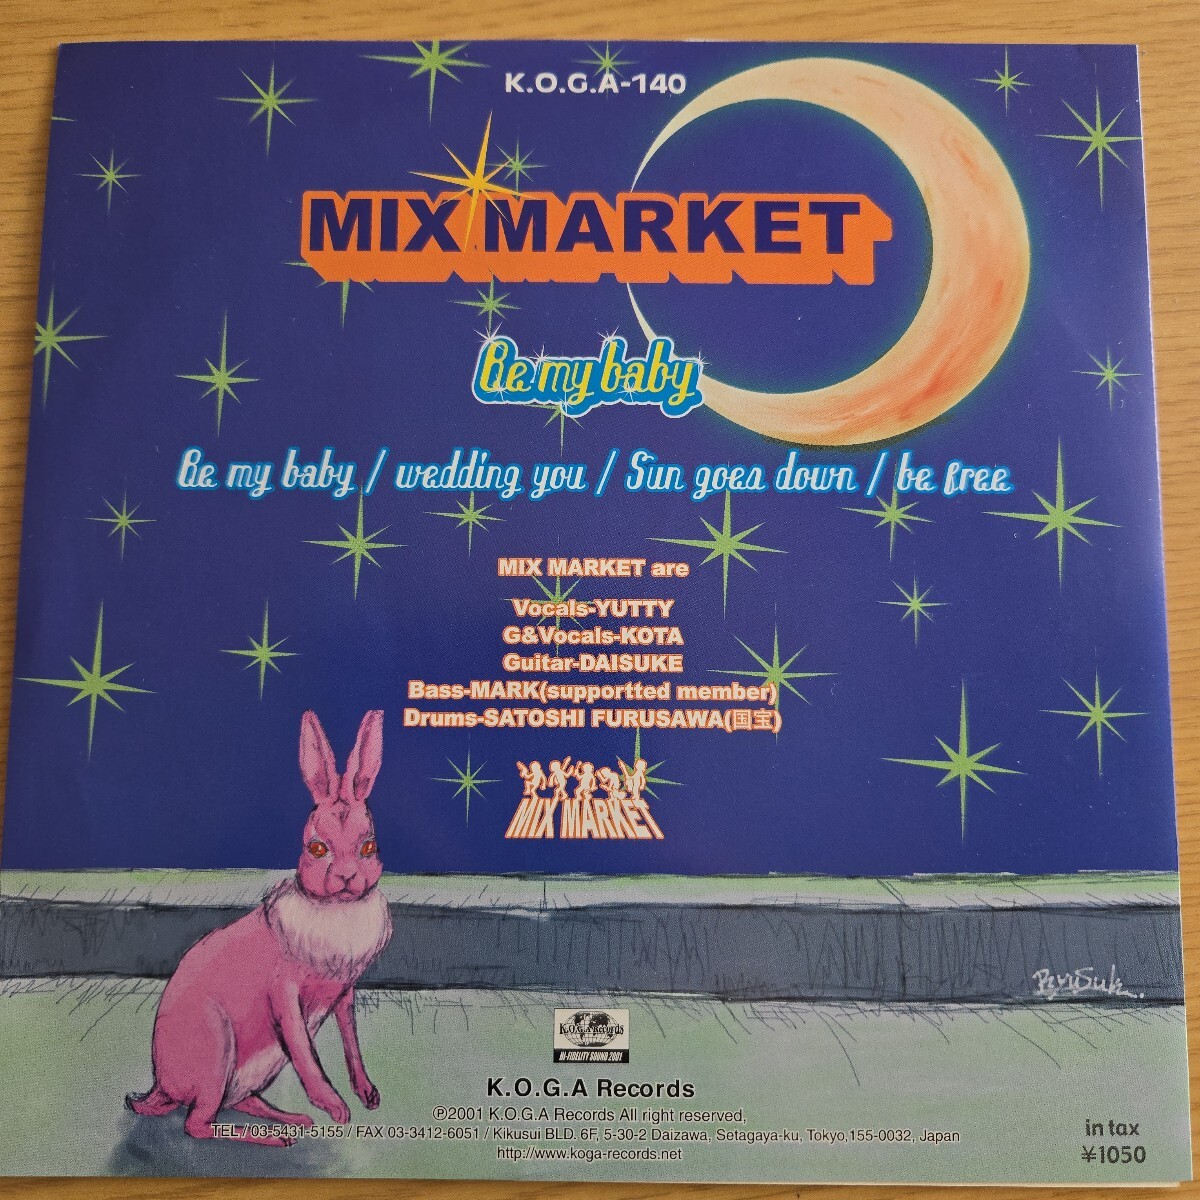 K.O.G.A-140
MIX MARKET
Be my baby
Be my baby / wedding you / Sun goes down / be free
MIX MARKET are
Vocals-YUTTY
G&Vocals-KOTA
Guitar-DAISUKE
Bass-MARK(supportted member)
Drums-SATOSHI FURUSAWA(国宝)
MIX MARKET
K.O.G.A Records
HI-FIDELITY SOUND 2001
K.O.G.A Records
℗2001 K.O.G.A Records All right reserved,
TEL / 03-5431-5155 / FAX 03-3412-6051 / Kikusui BLD. 6F, 5-30-2 Daizawa, Setagaya-ku, Tokyo,155-0032, Japan
http://www.koga-records.net
in tax
¥1050